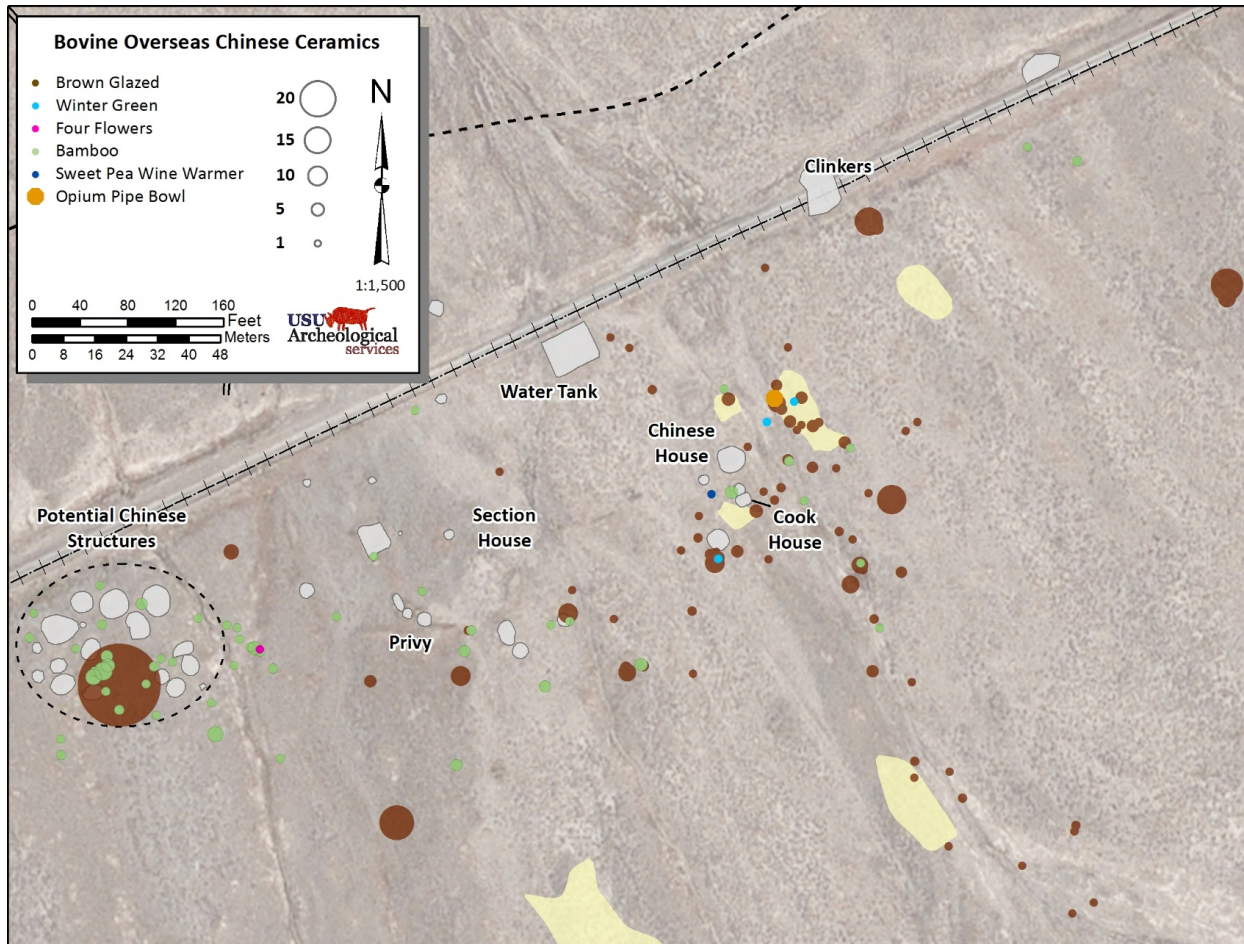 Bovine Overseas Chinese Ceramics
Brown Glazed
Winter Green
Four Flowers
Bamboo
Sweet Pea Wine Warmer
Opium Pipe Bowl
20
15
10
5
1
N
1:1,500
0 40 80 120 160
Feet
Meters
0 8 16 24 32 40 48
USU
Archeological
services
Clinkers
Water Tank
Chinese
House
Cook
House
Section
House
Potential Chinese
Structures
Privy